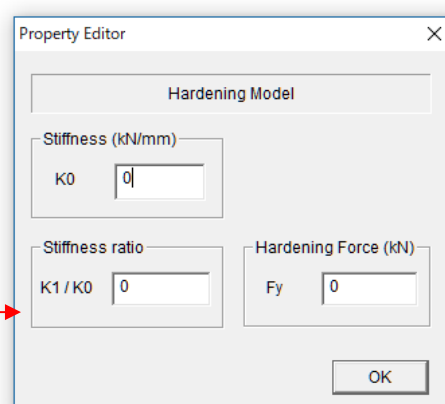 Property Editor
Hardening Model
Stiffness (kN/mm)
K0 0
Stiffness ratio
K1 / K0 0
Hardening Force (kN)
Fy 0
OK